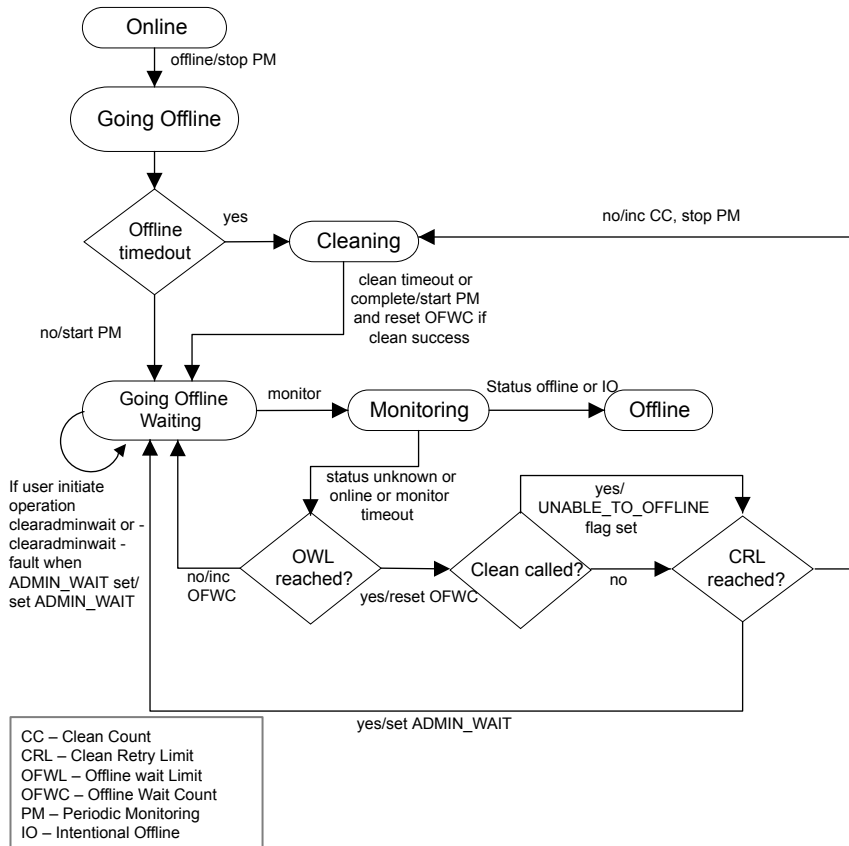 Online
offline/stop PM
Going Offline
Offline
timedout
yes
Cleaning
no/inc CC, stop PM
clean timeout or
complete/start PM
and reset OFWC if
clean success
no/start PM
Going Offline
Waiting
monitor
Monitoring
Status offline or IO
Offline
If user initiate
operation
clearadminwait or -
clearadminwait -
fault when
ADMIN_WAIT set/
set ADMIN_WAIT
status unknown or
online or monitor
timeout
yes/
UNABLE_TO_OFFLINE
flag set
no/inc
OFWC
OWL
reached?
yes/reset OFWC
Clean called?
no
CRL
reached?
yes/set ADMIN_WAIT
CC – Clean Count
CRL – Clean Retry Limit
OFWL – Offline wait Limit
OFWC – Offline Wait Count
PM – Periodic Monitoring
IO – Intentional Offline